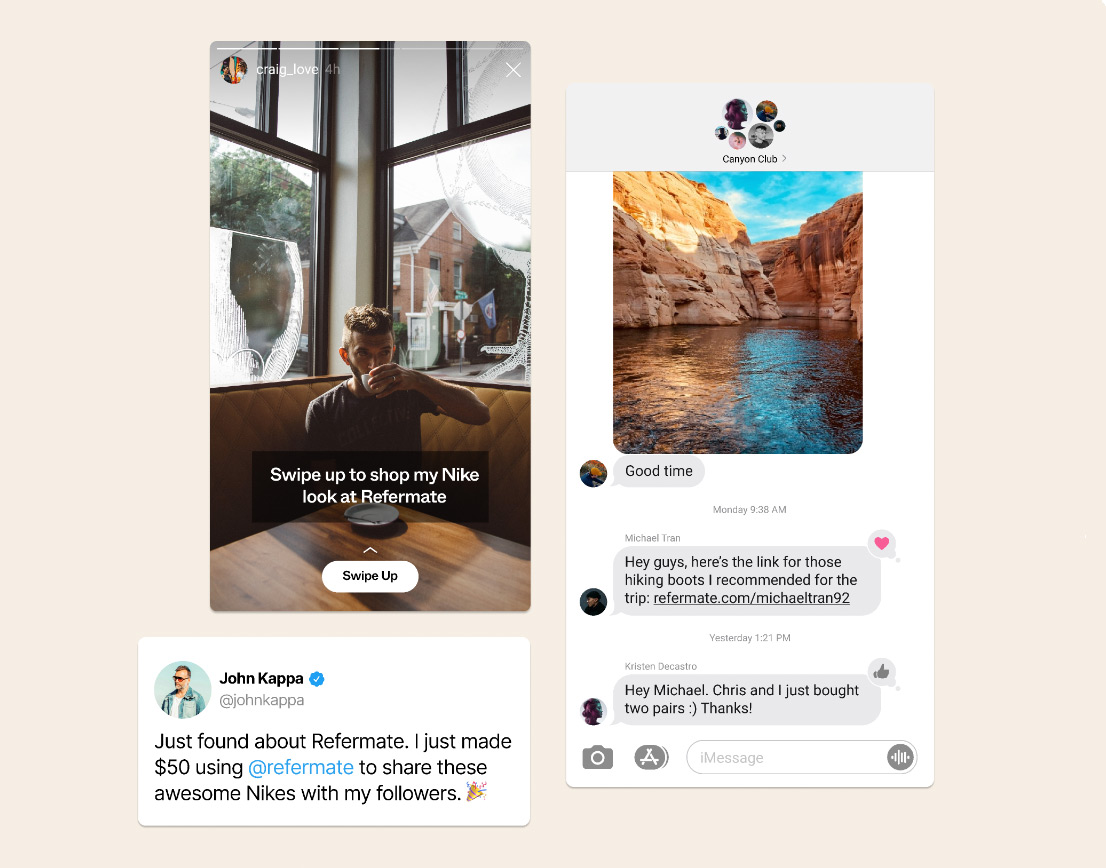 craig_love 4h
Swipe up to shop my Nike
look at Refermate
Swipe Up
John Kappa
@johnkappa
Just found about Refermate. I just made
$50 using @refermate to share these
awesome Nikes with my followers. 🎉
Canyon Club
Good time
Monday 9:38 AM
Michael Tran
Hey guys, here's the link for those
hiking boots I recommended for the
trip: refermate.com/michaeltran92
Yesterday 1:21 PM
Kristen Decastro
Hey Michael. Chris and I just bought
two pairs :) Thanks!
iMessage